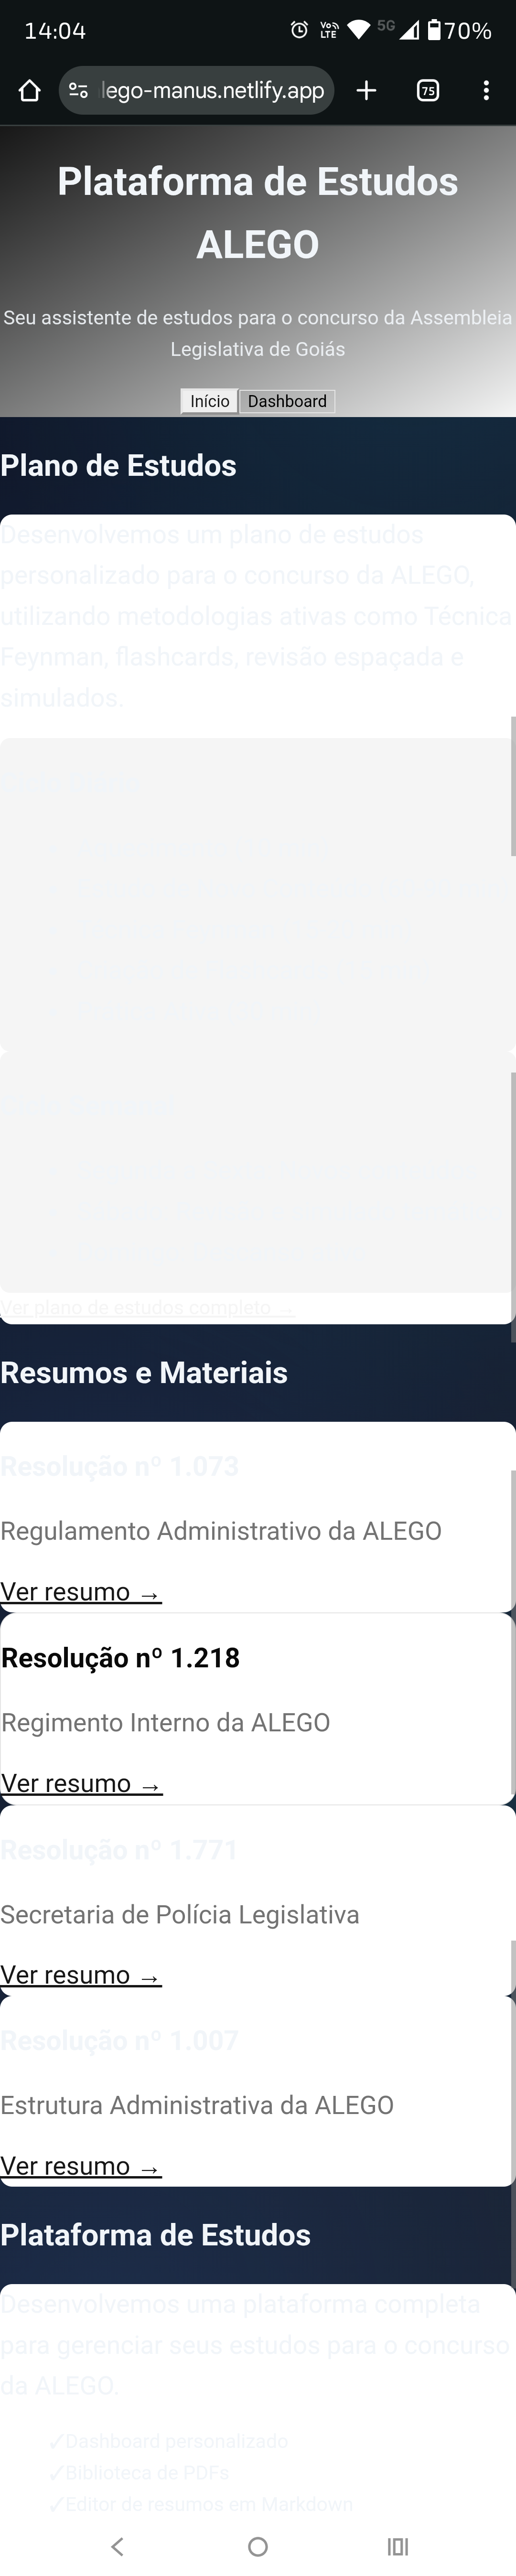 14:04
Vo)) LTE
5G
70%
lego-manus.netlify.app
75
Plataforma de Estudos
ALEGO
Seu assistente de estudos para o concurso da Assembleia
Legislativa de Goiás
Início
Dashboard
Plano de Estudos
Desenvolvemos um plano de estudos
personalizado para o concurso da ALEGO,
utilizando metodologias ativas como Técnica
Feynman, flashcards, revisão espaçada e
simulados.
Ver plano de estudos completo →
Resumos e Materiais
Resolução nº 1.073
Regulamento Administrativo da ALEGO
Ver resumo →
Resolução nº 1.218
Regimento Interno da ALEGO
Ver resumo →
Resolução nº 1.771
Secretaria de Polícia Legislativa
Ver resumo →
Resolução nº 1.007
Estrutura Administrativa da ALEGO
Ver resumo →
Plataforma de Estudos
Desenvolvemos uma plataforma completa
para gerenciar seus estudos para o concurso
da ALEGO.
✓Dashboard personalizado
✓Biblioteca de PDFs
✓Editor de resumos em Markdown